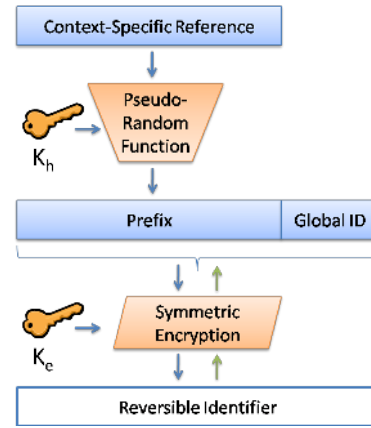 Context-Specific Reference
Pseudo-
Random
Function
Kh
Prefix
Global ID
Symmetric
Encryption
Ke
Reversible Identifier